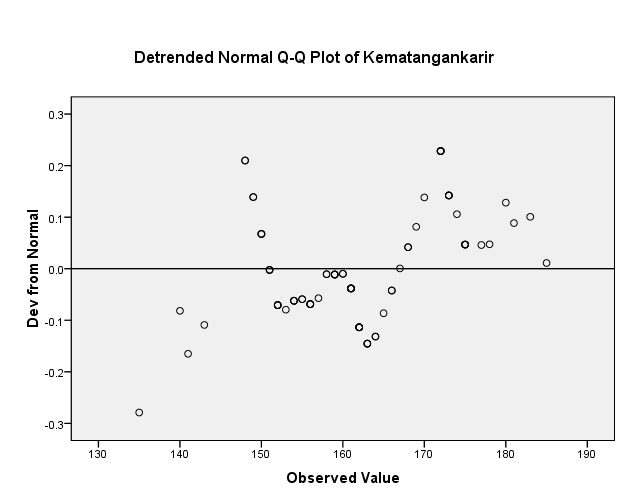 Detrended Normal Q-Q Plot of Kematangankarir
0.3
0.2
0.1
0.0
-0.1
-0.2
-0.3
Dev from Normal
130 140 150 160 170 180 190
Observed Value